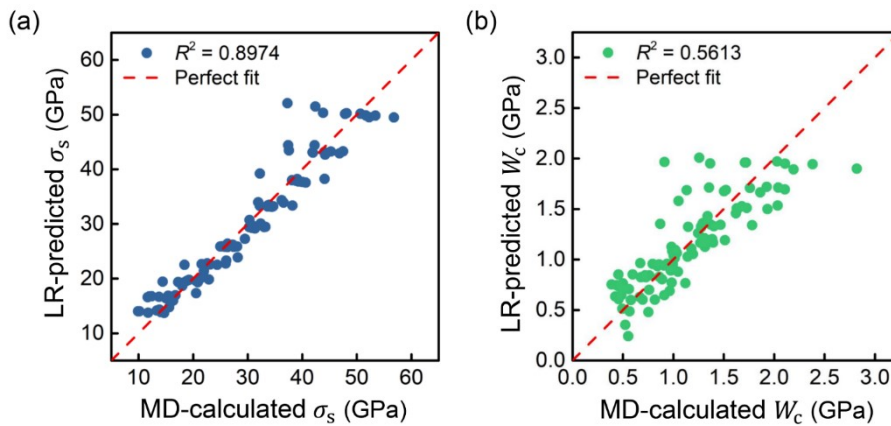 (a)
R² = 0.8974
Perfect fit
LR-predicted σs (GPa)
60
50
40
30
20
10
10 20 30 40 50 60
MD-calculated σs (GPa)
(b)
R² = 0.5613
Perfect fit
LR-predicted Wc (GPa)
3.0
2.5
2.0
1.5
1.0
0.5
0.0
0.0 0.5 1.0 1.5 2.0 2.5 3.0
MD-calculated Wc (GPa)